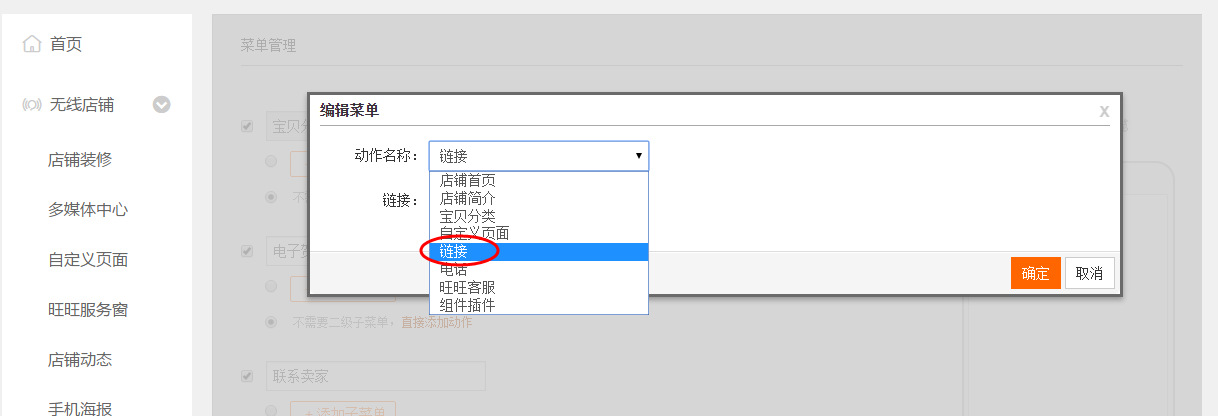 首页
无线店铺
店铺装修
多媒体中心
自定义页面
旺旺服务窗
店铺动态
手机海报
菜单管理
宝贝分
编辑菜单
x
动作名称：
链接
店铺首页
店铺简介
宝贝分类
自定义页面
链接
电话
旺旺客服
组件插件
链接：
确定
取消
不需要二级子菜单，直接添加动作
联系卖家
+ 添加子菜单